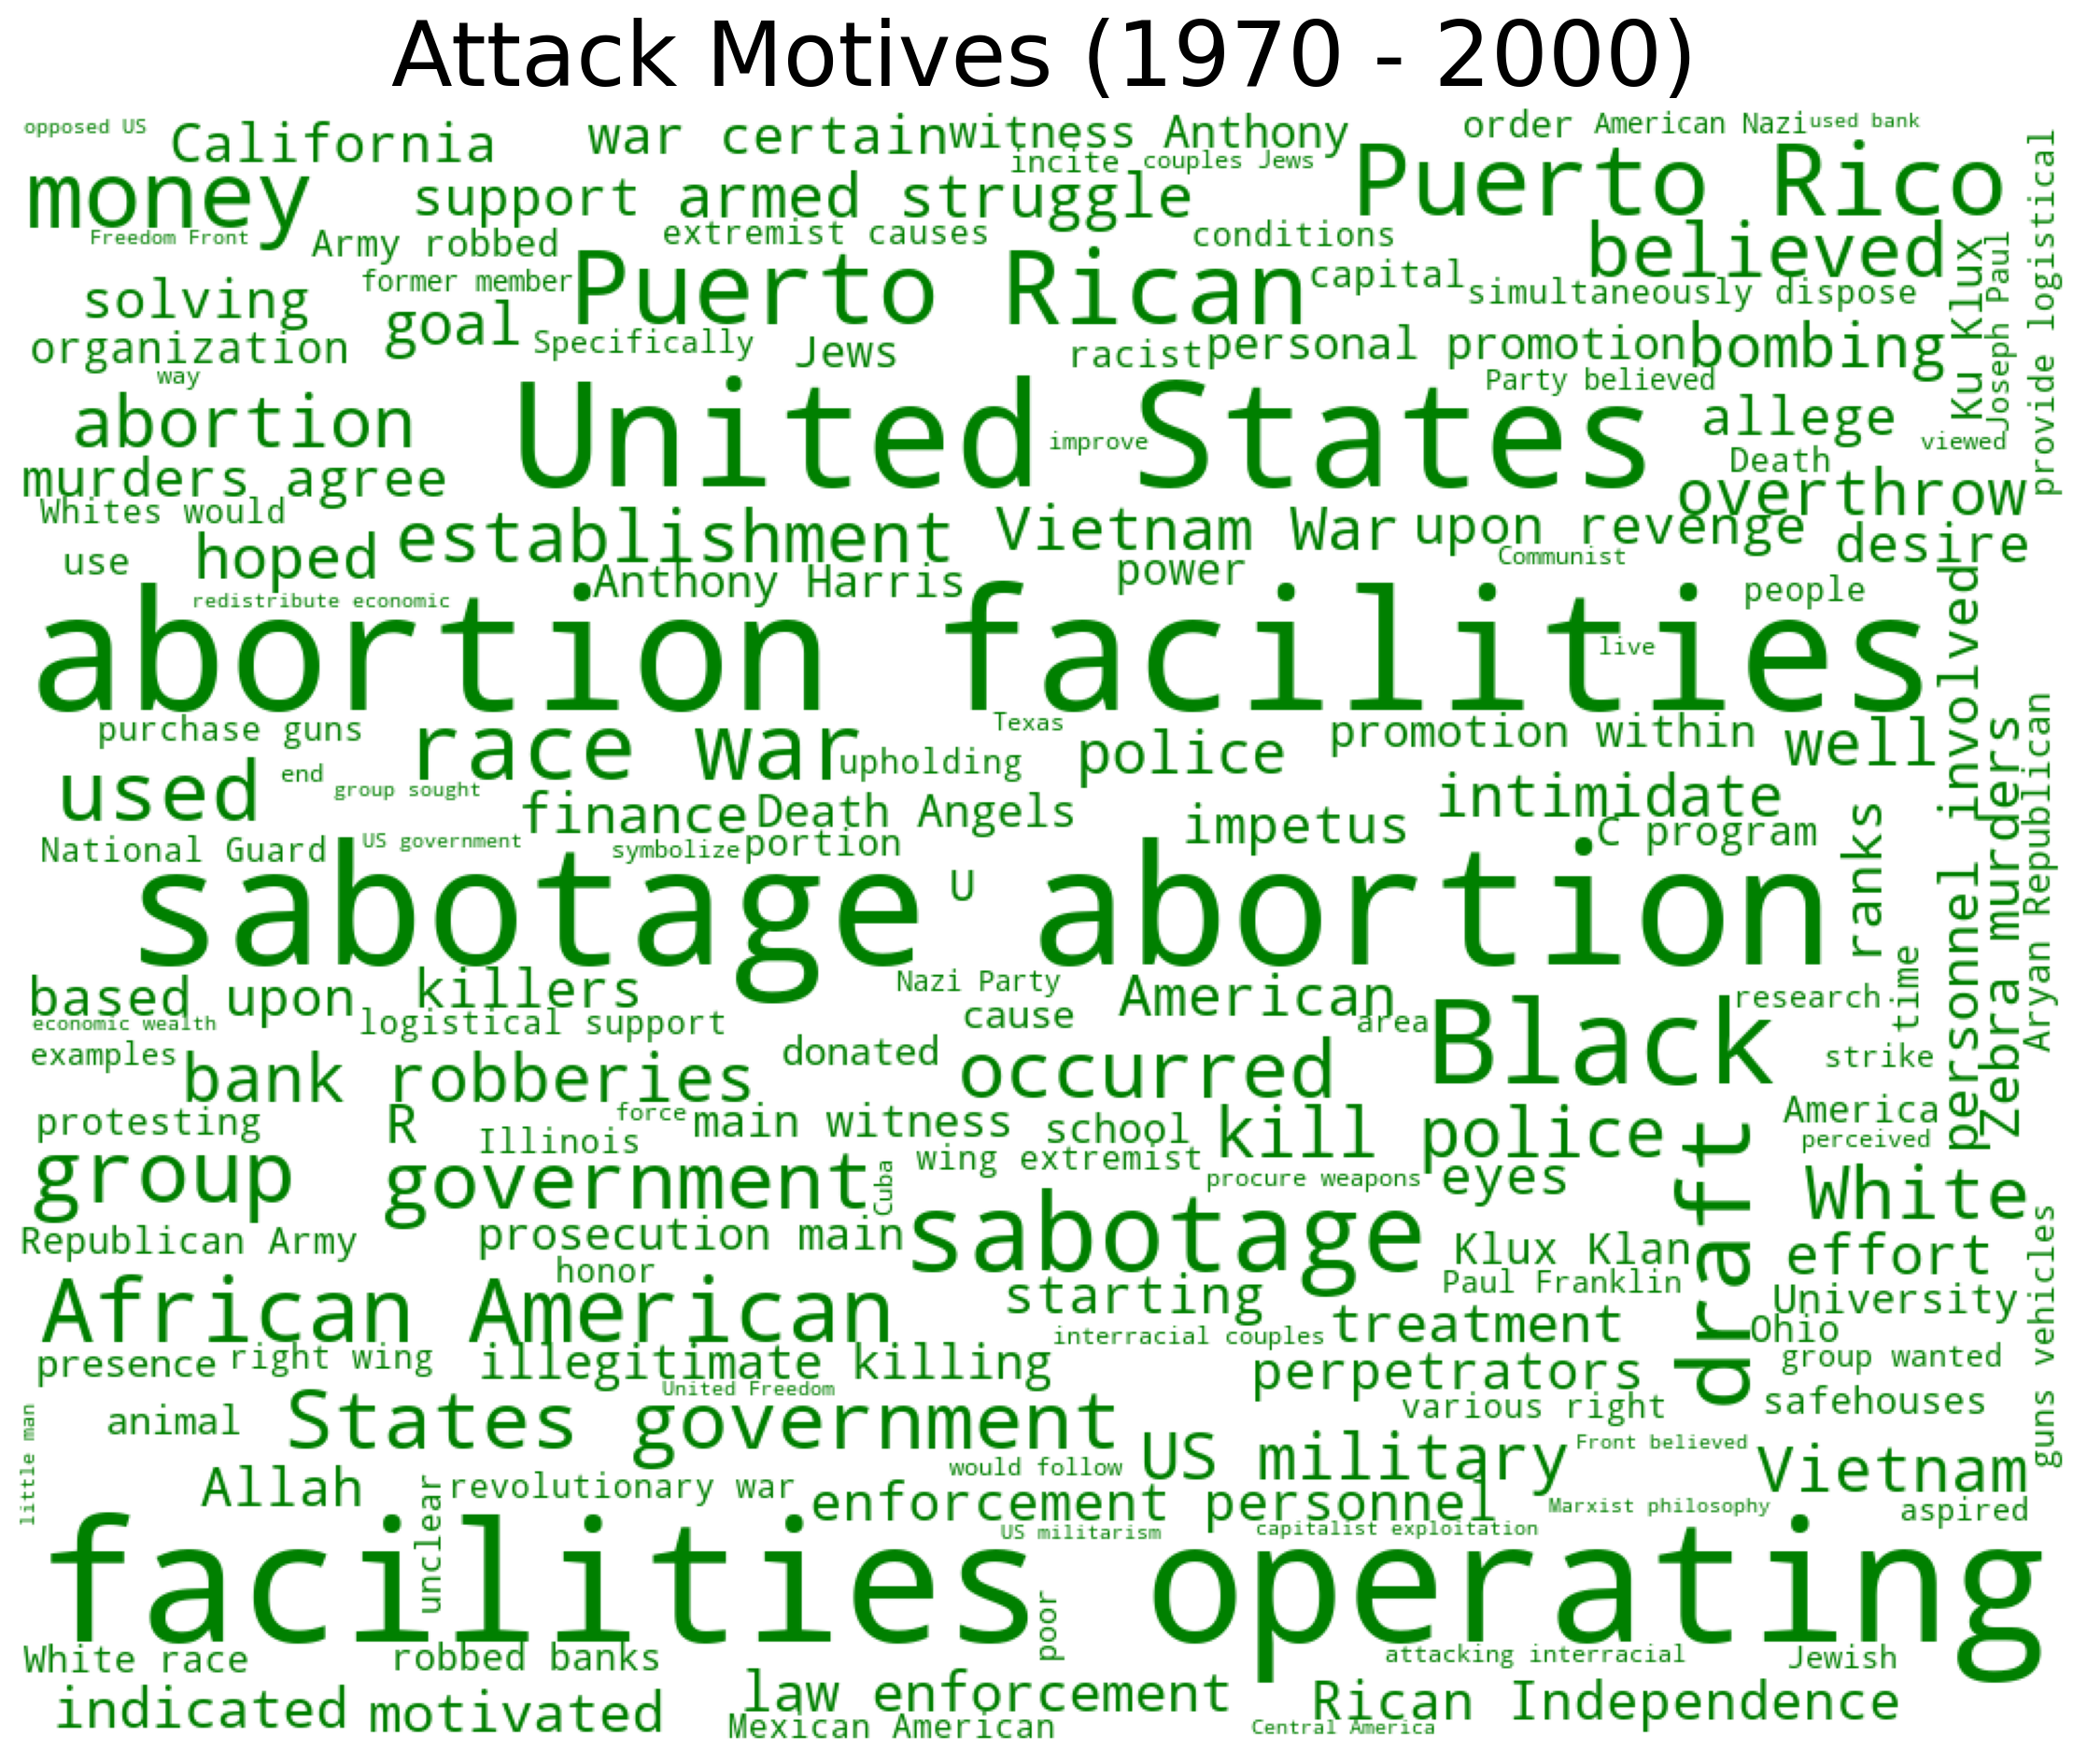 Attack Motives (1970 - 2000)
opposed US
California
war certain
witness Anthony
order
American Nazi
used bank
money
support
armed struggle
incite
couples Jews
Puerto Rico
provide logistical
Freedom Front
Army robbed
extremist causes
conditions
believed
Ku Klux
Joseph Paul
solving
former member
Puerto Rican
capital
simultaneously dispose
organization
goal
Specifically
Jews
racist
personal promotion
bombing
way
Party believed
abortion
United States
improve
allege
viewed
murders agree
Death
overthrow
Whites would
establishment
Vietnam War
upon revenge
desire
use
hoped
Anthony Harris
power
Communist
people
redistribute economic
abortion facilities
live
personnel involved
purchase guns
race war
upholding
Texas
police
promotion within
well
Zebra murders
Aryan Republican
used
end
group sought
finance
Death Angels
impetus
intimidate
C program
ranks
National Guard
US government
symbolize
portion
sabotage abortion
U
based upon
killers
Nazi Party
American
research
time
economic wealth
logistical support
cause
area
Black
examples
bank robberies
donated
occurred
strike
protesting
R
Illinois
force
main witness
school
kill police
America
perceived
group
government
Cuba
wing extremist
procure weapons
eyes
draft
White
Republican Army
prosecution main
sabotage
Klux Klan
effort
guns vehicles
honor
Paul Franklin
African American
starting
University
interracial couples
treatment
Ohio
presence
right wing
illegitimate killing
perpetrators
group wanted
United Freedom
little man
animal
States government
various right
safehouses
US military
Front believed
Vietnam
Allah
unclear
revolutionary war
would follow
enforcement personnel
Marxist philosophy
aspired
US militarism
capitalist exploitation
facilities operating
poor
White race
robbed banks
attacking interracial
Jewish
indicated
motivated
law enforcement
Rican Independence
Mexican American
Central America